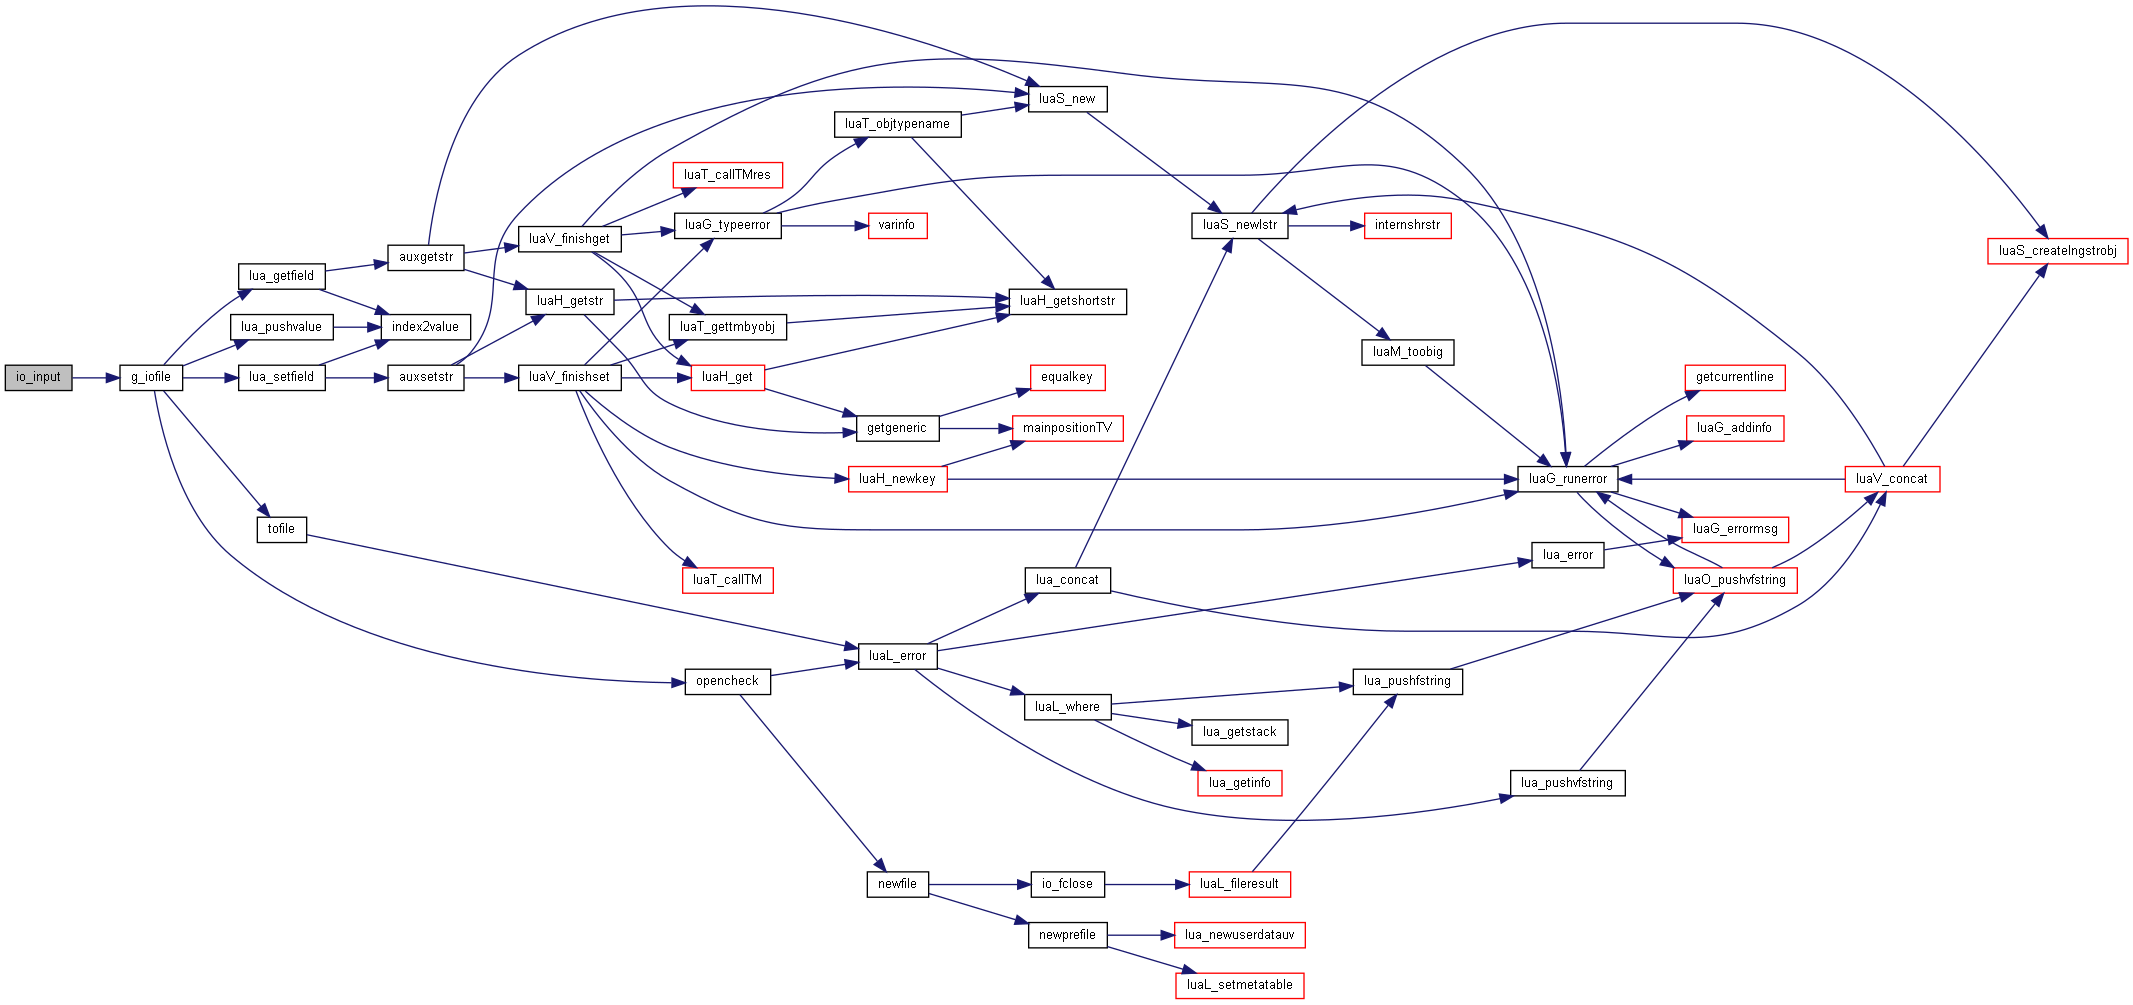 io_input
g_iofile
lua_getfield
lua_pushvalue
lua_setfield
tofile
auxgetstr
index2value
auxsetstr
luaV_finishget
luaH_getstr
luaV_finishset
luaT_callTMres
luaG_typeerror
luaT_gettmbyobj
luaH_get
luaT_callTM
opencheck
luaT_objtypename
varinfo
getgeneric
luaH_newkey
luaL_error
newfile
luaS_new
luaH_getshortstr
equalkey
mainpositionTV
lua_concat
luaL_where
io_fclose
newprefile
luaS_newlstr
lua_getstack
lua_getinfo
luaL_fileresult
lua_newuserdatauv
luaL_setmetatable
internshrstr
luaM_toobig
lua_pushfstring
luaG_runerror
lua_error
lua_pushvfstring
getcurrentline
luaG_addinfo
luaG_errormsg
luaO_pushvfstring
luaV_concat
luaS_createlngstrobj